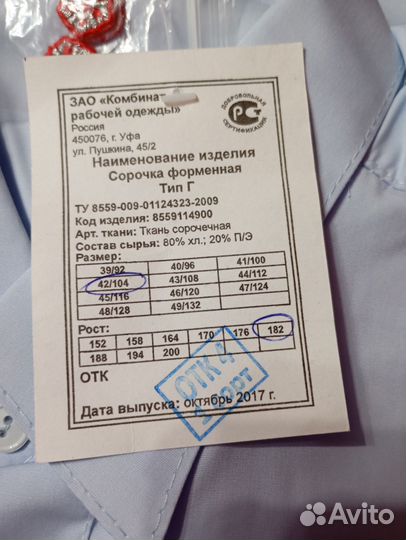 ЗАО «Комбинат
рабочей одежды»
Россия
450076, г. Уфа
ул. Пушкина, 45/2
ДОБРОВОЛЬНАЯ
РСТ
СЕРТИФИКАЦИЯ
Наименование изделия
Сорочка форменная
Тип Г
ТУ 8559-009-01124323-2009
Код изделия: 8559114900
Арт. ткани: Ткань сорочечная
Состав сырья: 80% хл.; 20% П/Э
Размер:
39/92 40/96 41/100
42/104 43/108 44/112
45/116 46/120 47/124
48/128 49/132
Рост:
152 158 164 170 176 182
188 194 200
ОТК
ОТК 4
сорт
Дата выпуска: октябрь 2017 г.
Avito